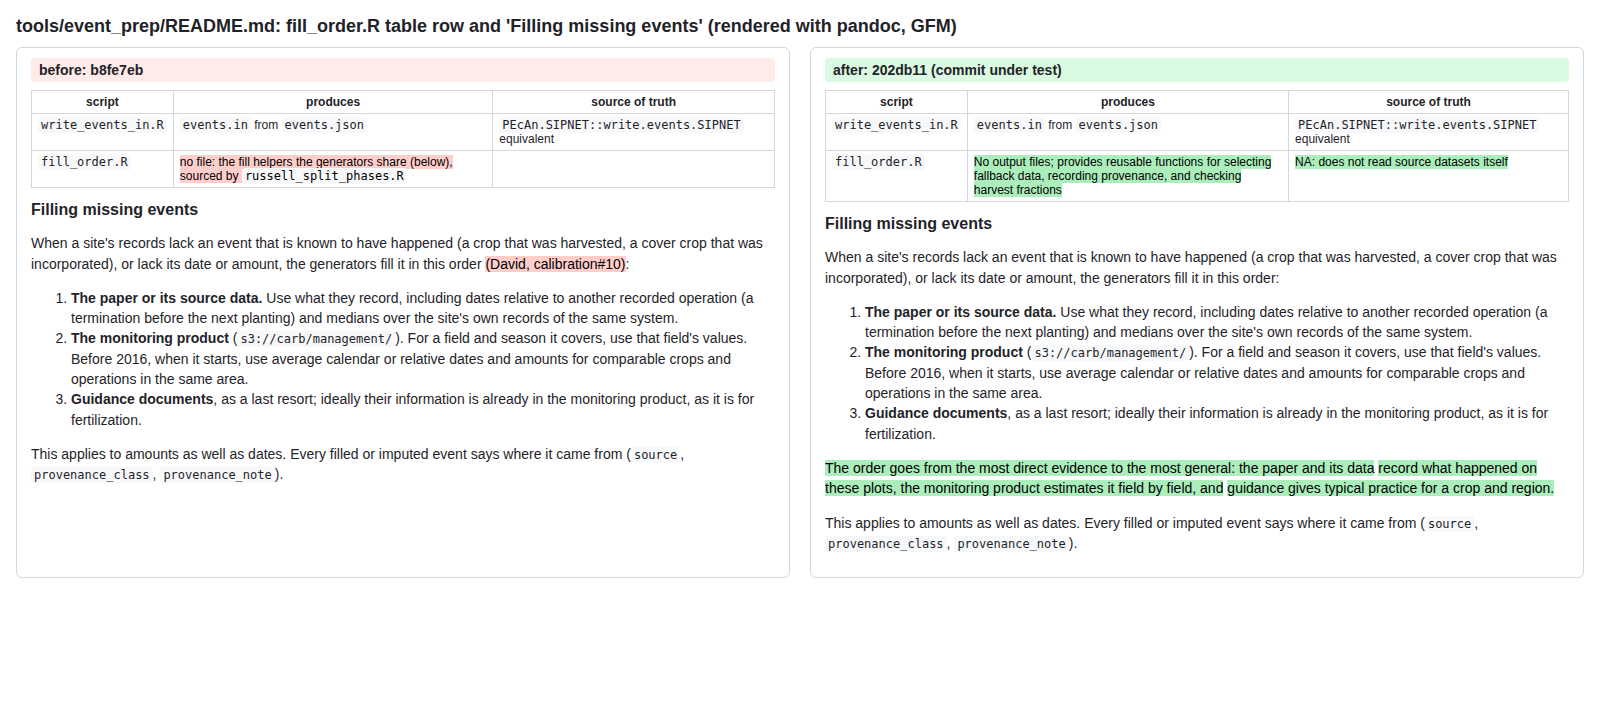 tools/event_prep/README.md: fill_order.R table row and 'Filling missing events' (rendered with pandoc, GFM)
before: b8fe7eb
script produces source of truth
write_events_in.R events.in from events.json PEcAn.SIPNET::write.events.SIPNET
equivalent
fill_order.R no file: the fill helpers the generators share (below),
sourced by russell_split_phases.R
Filling missing events
When a site's records lack an event that is known to have happened (a crop that was harvested, a cover crop that was
incorporated), or lack its date or amount, the generators fill it in this order (David, calibration#10):
1. The paper or its source data. Use what they record, including dates relative to another recorded operation (a
termination before the next planting) and medians over the site's own records of the same system.
2. The monitoring product (s3://carb/management/). For a field and season it covers, use that field's values.
Before 2016, when it starts, use average calendar or relative dates and amounts for comparable crops and
operations in the same area.
3. Guidance documents, as a last resort; ideally their information is already in the monitoring product, as it is for
fertilization.
This applies to amounts as well as dates. Every filled or imputed event says where it came from (source,
provenance_class, provenance_note).
after: 202db11 (commit under test)
script produces source of truth
write_events_in.R events.in from events.json PEcAn.SIPNET::write.events.SIPNET
equivalent
fill_order.R No output files; provides reusable functions for selecting NA: does not read source datasets itself
fallback data, recording provenance, and checking
harvest fractions
Filling missing events
When a site's records lack an event that is known to have happened (a crop that was harvested, a cover crop that was
incorporated), or lack its date or amount, the generators fill it in this order:
1. The paper or its source data. Use what they record, including dates relative to another recorded operation (a
termination before the next planting) and medians over the site's own records of the same system.
2. The monitoring product (s3://carb/management/). For a field and season it covers, use that field's values.
Before 2016, when it starts, use average calendar or relative dates and amounts for comparable crops and
operations in the same area.
3. Guidance documents, as a last resort; ideally their information is already in the monitoring product, as it is for
fertilization.
The order goes from the most direct evidence to the most general: the paper and its data record what happened on
these plots, the monitoring product estimates it field by field, and guidance gives typical practice for a crop and region.
This applies to amounts as well as dates. Every filled or imputed event says where it came from (source,
provenance_class, provenance_note).